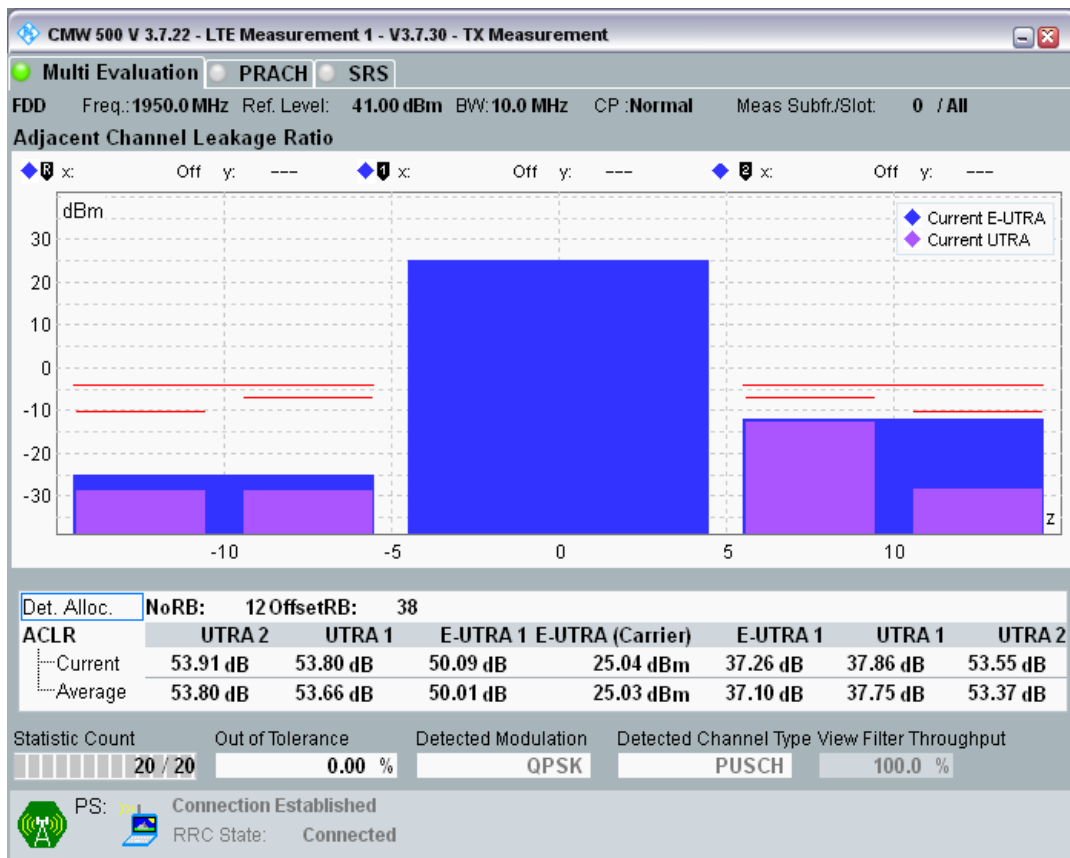 CMW 500 V 3.7.22 - LTE Measurement 1 - V3.7.30 - TX Measurement
Multi Evaluation PRACH SRS
FDD Freq.: 1950.0 MHz Ref. Level: 41.00 dBm BW: 10.0 MHz CP :Normal Meas Subfr./Slot: 0 / All
Adjacent Channel Leakage Ratio
R x: Off y: --- 1 x: Off y: --- 2 x: Off y: ---
dBm
Current E-UTRA
Current UTRA
30
20
10
0
-10
-20
-30
z
-10 -5 0 5 10
Det. Alloc. NoRB: 12 OffsetRB: 38
ACLR UTRA 2 UTRA 1 E-UTRA 1 E-UTRA (Carrier) E-UTRA 1 UTRA 1 UTRA 2
Current 53.91 dB 53.80 dB 50.09 dB 25.04 dBm 37.26 dB 37.86 dB 53.55 dB
Average 53.80 dB 53.66 dB 50.01 dB 25.03 dBm 37.10 dB 37.75 dB 53.37 dB
Statistic Count Out of Tolerance Detected Modulation Detected Channel Type View Filter Throughput
20 / 20 0.00 % QPSK PUSCH 100.0 %
PS: Connection Established
RRC State: Connected